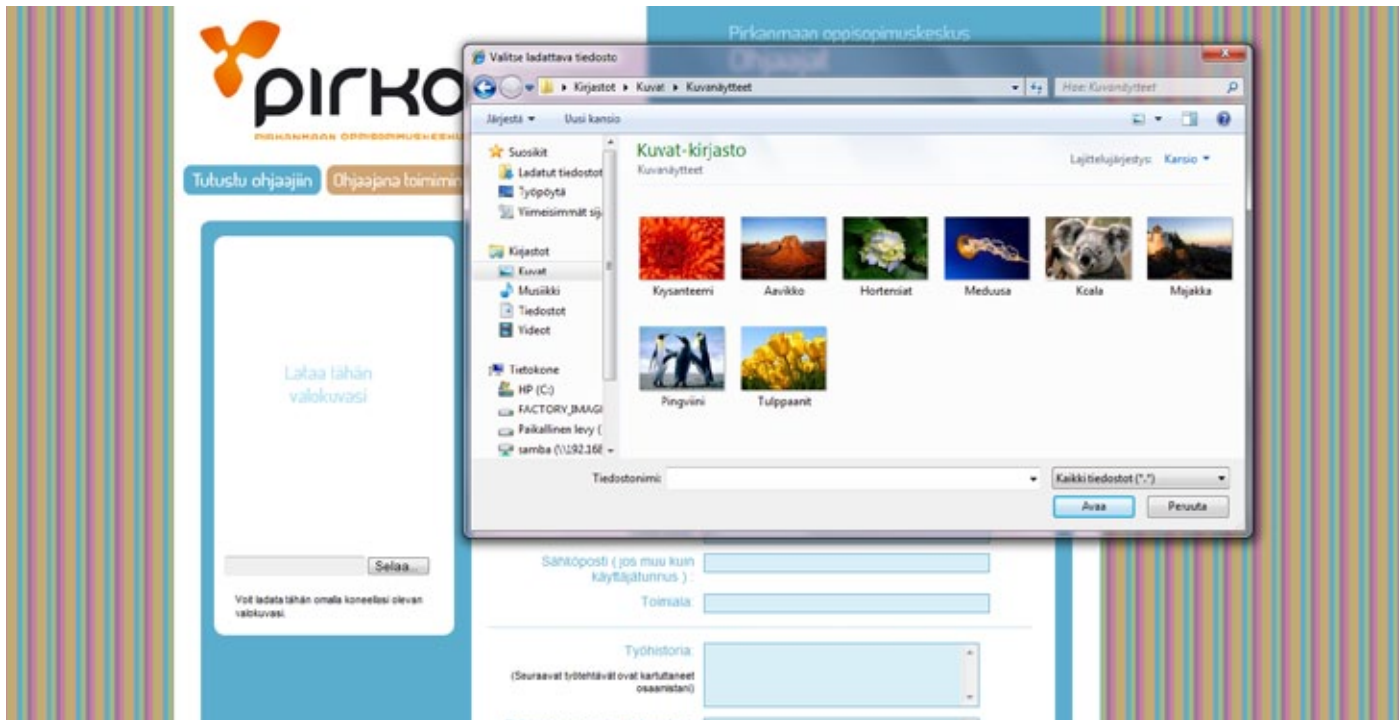 pirko
PIRKANMAAN OPPISOPIMUSKESKU
Pirkanmaan oppisopimuskeskus
Ohjaajat
Tutustu ohjaajiin
Ohjaajana toimimin
Lataa tähän
valokuvasi
Selaa...
Voit ladata tähän omalla koneellasi olevan
valokuvasi.
Valitse ladattava tiedosto
Kirjastot
Kuvat
Kuvanäytteet
Hae: Kuvanäytteet
Järjestä
Uusi kansio
Suosikit
Ladatut tiedostot
Työpöytä
Viimeisimmät sij
Kirjastot
Kuvat
Musiikki
Tiedostot
Videot
Tietokone
HP (C:)
FACTORY_IMAG
Paikallinen levy (
samba (\\192.168
Kuvat-kirjasto
Kuvanäytteet
Lajittelujärjestys: Kansio
Krysanteemi
Aavikko
Hortensiat
Meduusa
Koala
Majakka
Pingviini
Tulppaanit
Tiedostonimi:
Kaikki tiedostot (*.*)
Avaa
Peruuta
Sähköposti ( jos muu kuin
käyttäjätunnus ) :
Toimiala:
Työhistoria:
(Seuraavat työtehtävät ovat kartuttaneet
osaamistani)